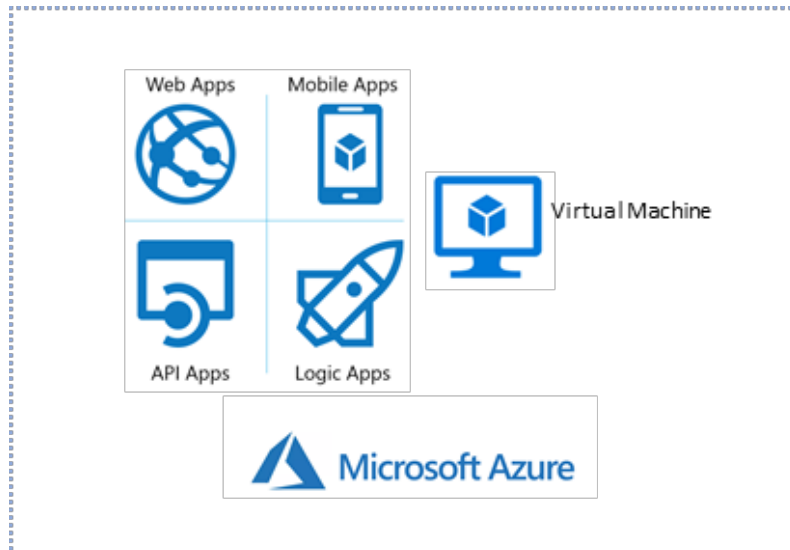 Web Apps
Mobile Apps
Virtual Machine
API Apps
Logic Apps
Microsoft Azure